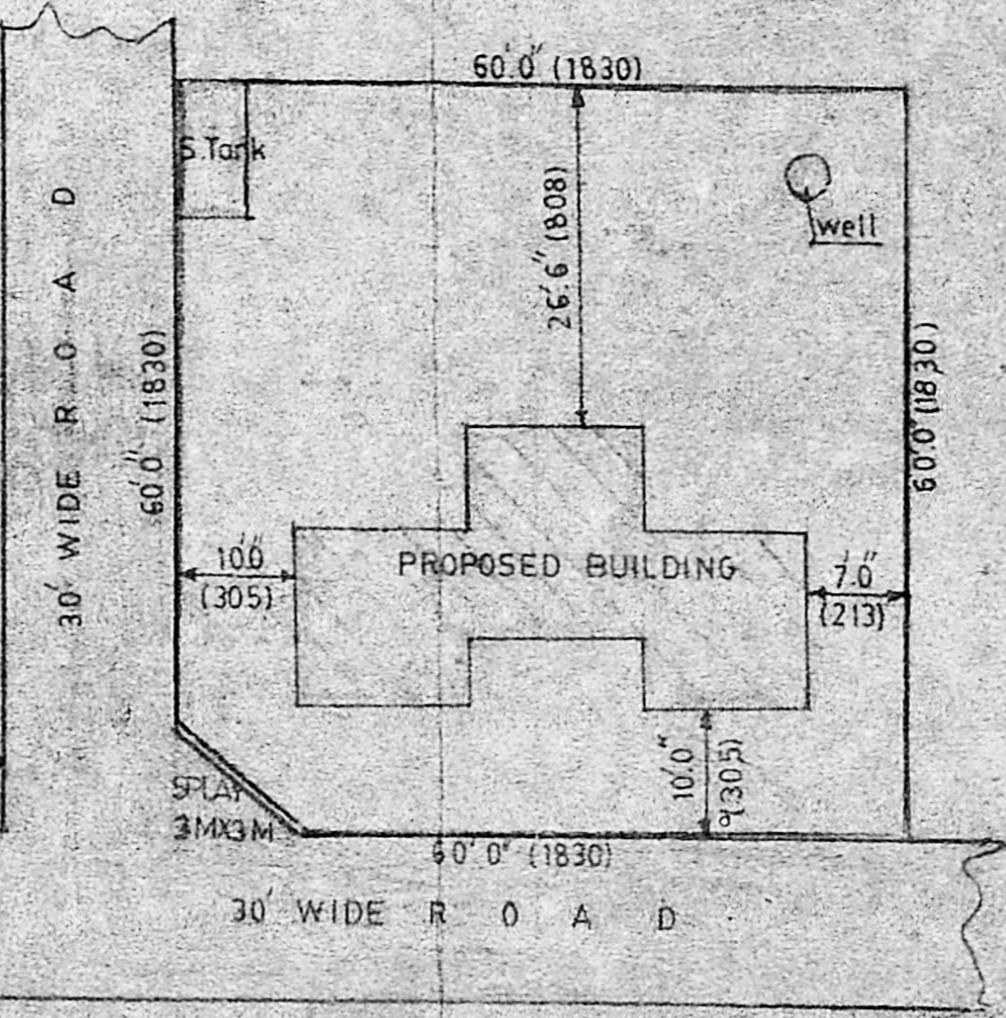 60'.0" (1830)
S.Tank
well
26'.6" (808)
30' WIDE R O A D
60'.0" (1830)
60'.0" (1830)
10'.0"
(305)
PROPOSED BUILDING
7'.0"
(213)
10'.0"
(305)
SPLAY
3MX3M
60'.0" (1830)
30' WIDE R O A D